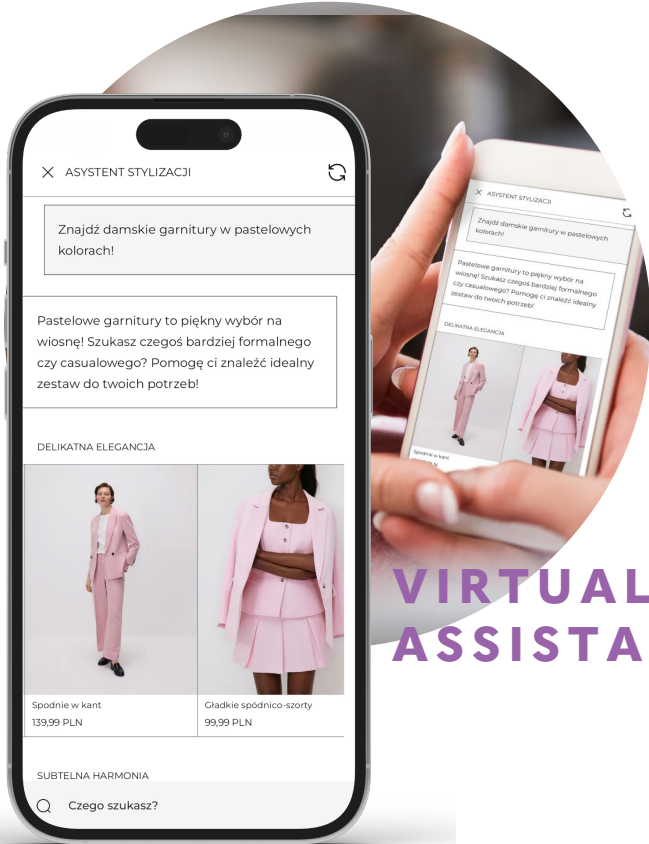 ASYSTENT STYLIZACJI
Znajdź damskie garnitury w pastelowych
kolorach!
Pastelowe garnitury to piękny wybór na
wiosnę! Szukasz czegoś bardziej formalnego
czy casualowego? Pomogę ci znaleźć idealny
zestaw do twoich potrzeb!
DELIKATNA ELEGANCJA
Spodnie w kant
139,99 PLN
Gładkie spódnico-szorty
99,99 PLN
SUBTELNA HARMONIA
Czego szukasz?
ASYSTENT STYLIZACJI
Znajdź damskie garnitury w pastelowych
kolorach!
Pastelowe garnitury to piękny wybór na
wiosnę! Szukasz czegoś bardziej formalnego
czy casualowego? Pomogę ci znaleźć idealny
zestaw do twoich potrzeb!
DELIKATNA ELEGANCJA
Spodnie w kant
VIRTUAL
ASSISTA